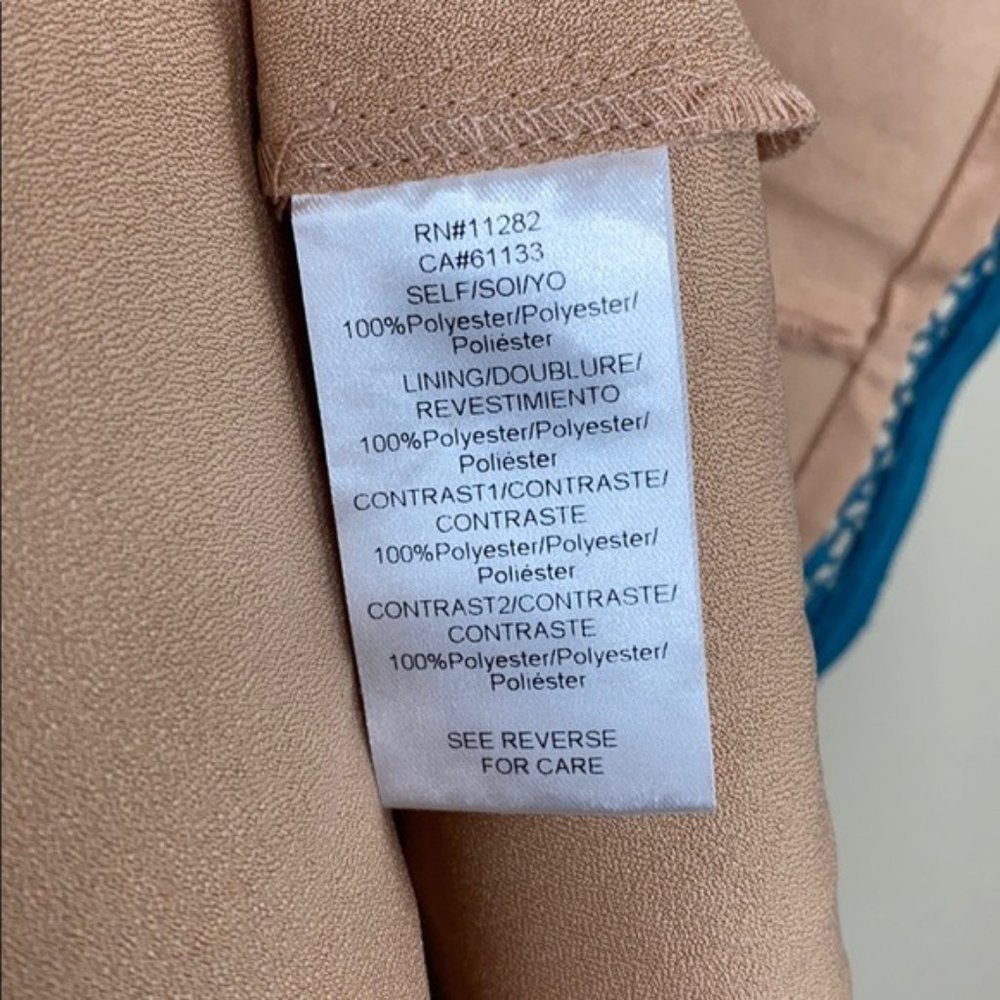 RN#11282
CA#61133
SELF/SOI/YO
100%Polyester/Polyester/
Poliéster
LINING/DOUBLURE/
REVESTIMIENTO
100%Polyester/Polyester/
Poliéster
CONTRAST1/CONTRASTE/
CONTRASTE
100%Polyester/Polyester/
Poliéster
CONTRAST2/CONTRASTE/
CONTRASTE
100%Polyester/Polyester/
Poliéster
SEE REVERSE
FOR CARE